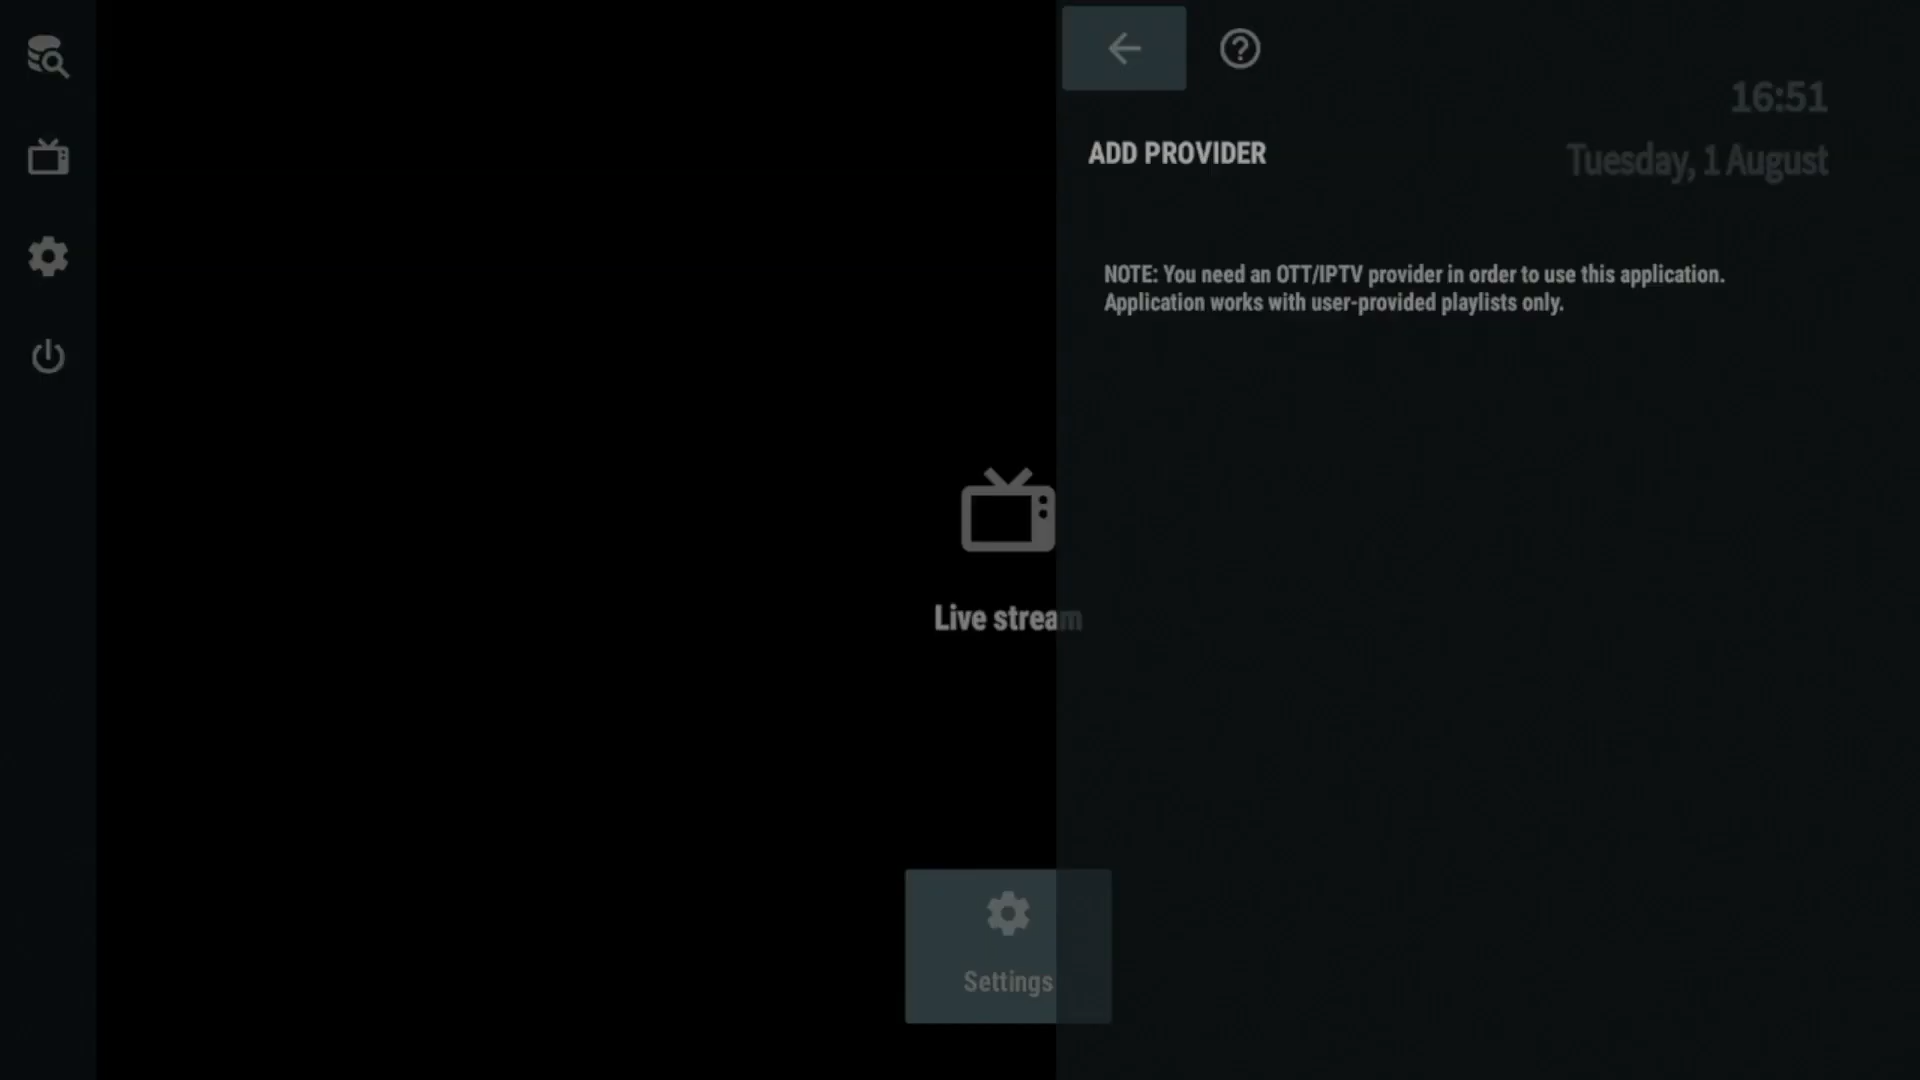 16:51
ADD PROVIDER
Tuesday, 1 August
NOTE: You need an OTT/IPTV provider in order to use this application.
Application works with user-provided playlists only.
Live stream
Settings